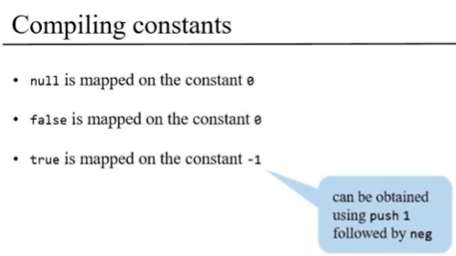 Compiling constants
• null is mapped on the constant 0
• false is mapped on the constant 0
• true is mapped on the constant -1
can be obtained
using push 1
followed by neg